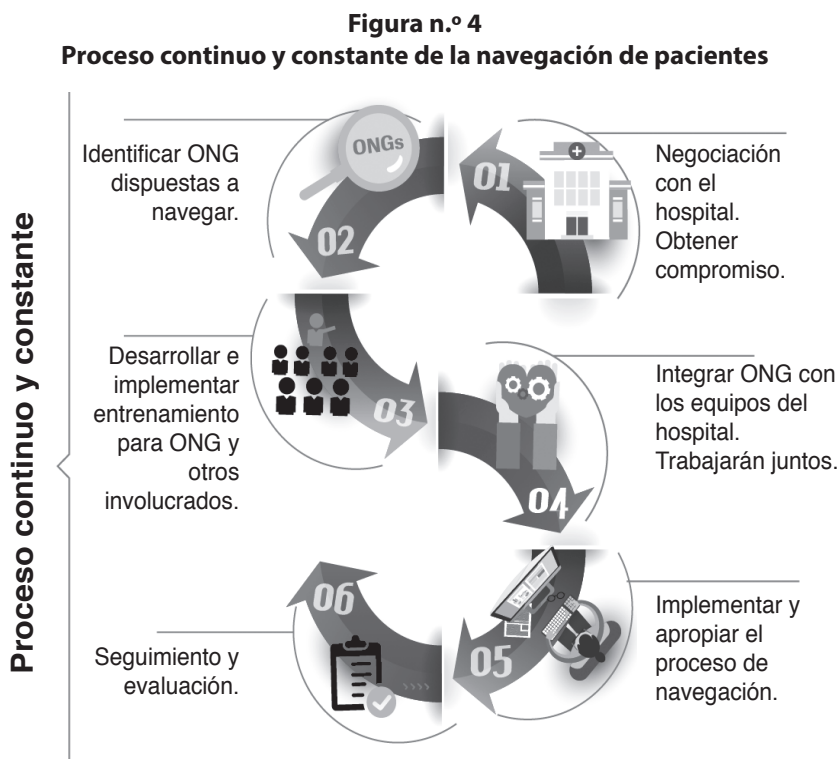 Figura n.º 4
Proceso continuo y constante de la navegación de pacientes
Proceso continuo y constante
01
Negociación
con el
hospital.
Obtener
compromiso.
ONGs
02
Identificar ONG
dispuestas a
navegar.
03
Desarrollar e
implementar
entrenamiento
para ONG y
otros
involucrados.
04
Integrar ONG con
los equipos del
hospital.
Trabajarán juntos.
05
Implementar y
apropiar el
proceso de
navegación.
06
Seguimiento y
evaluación.